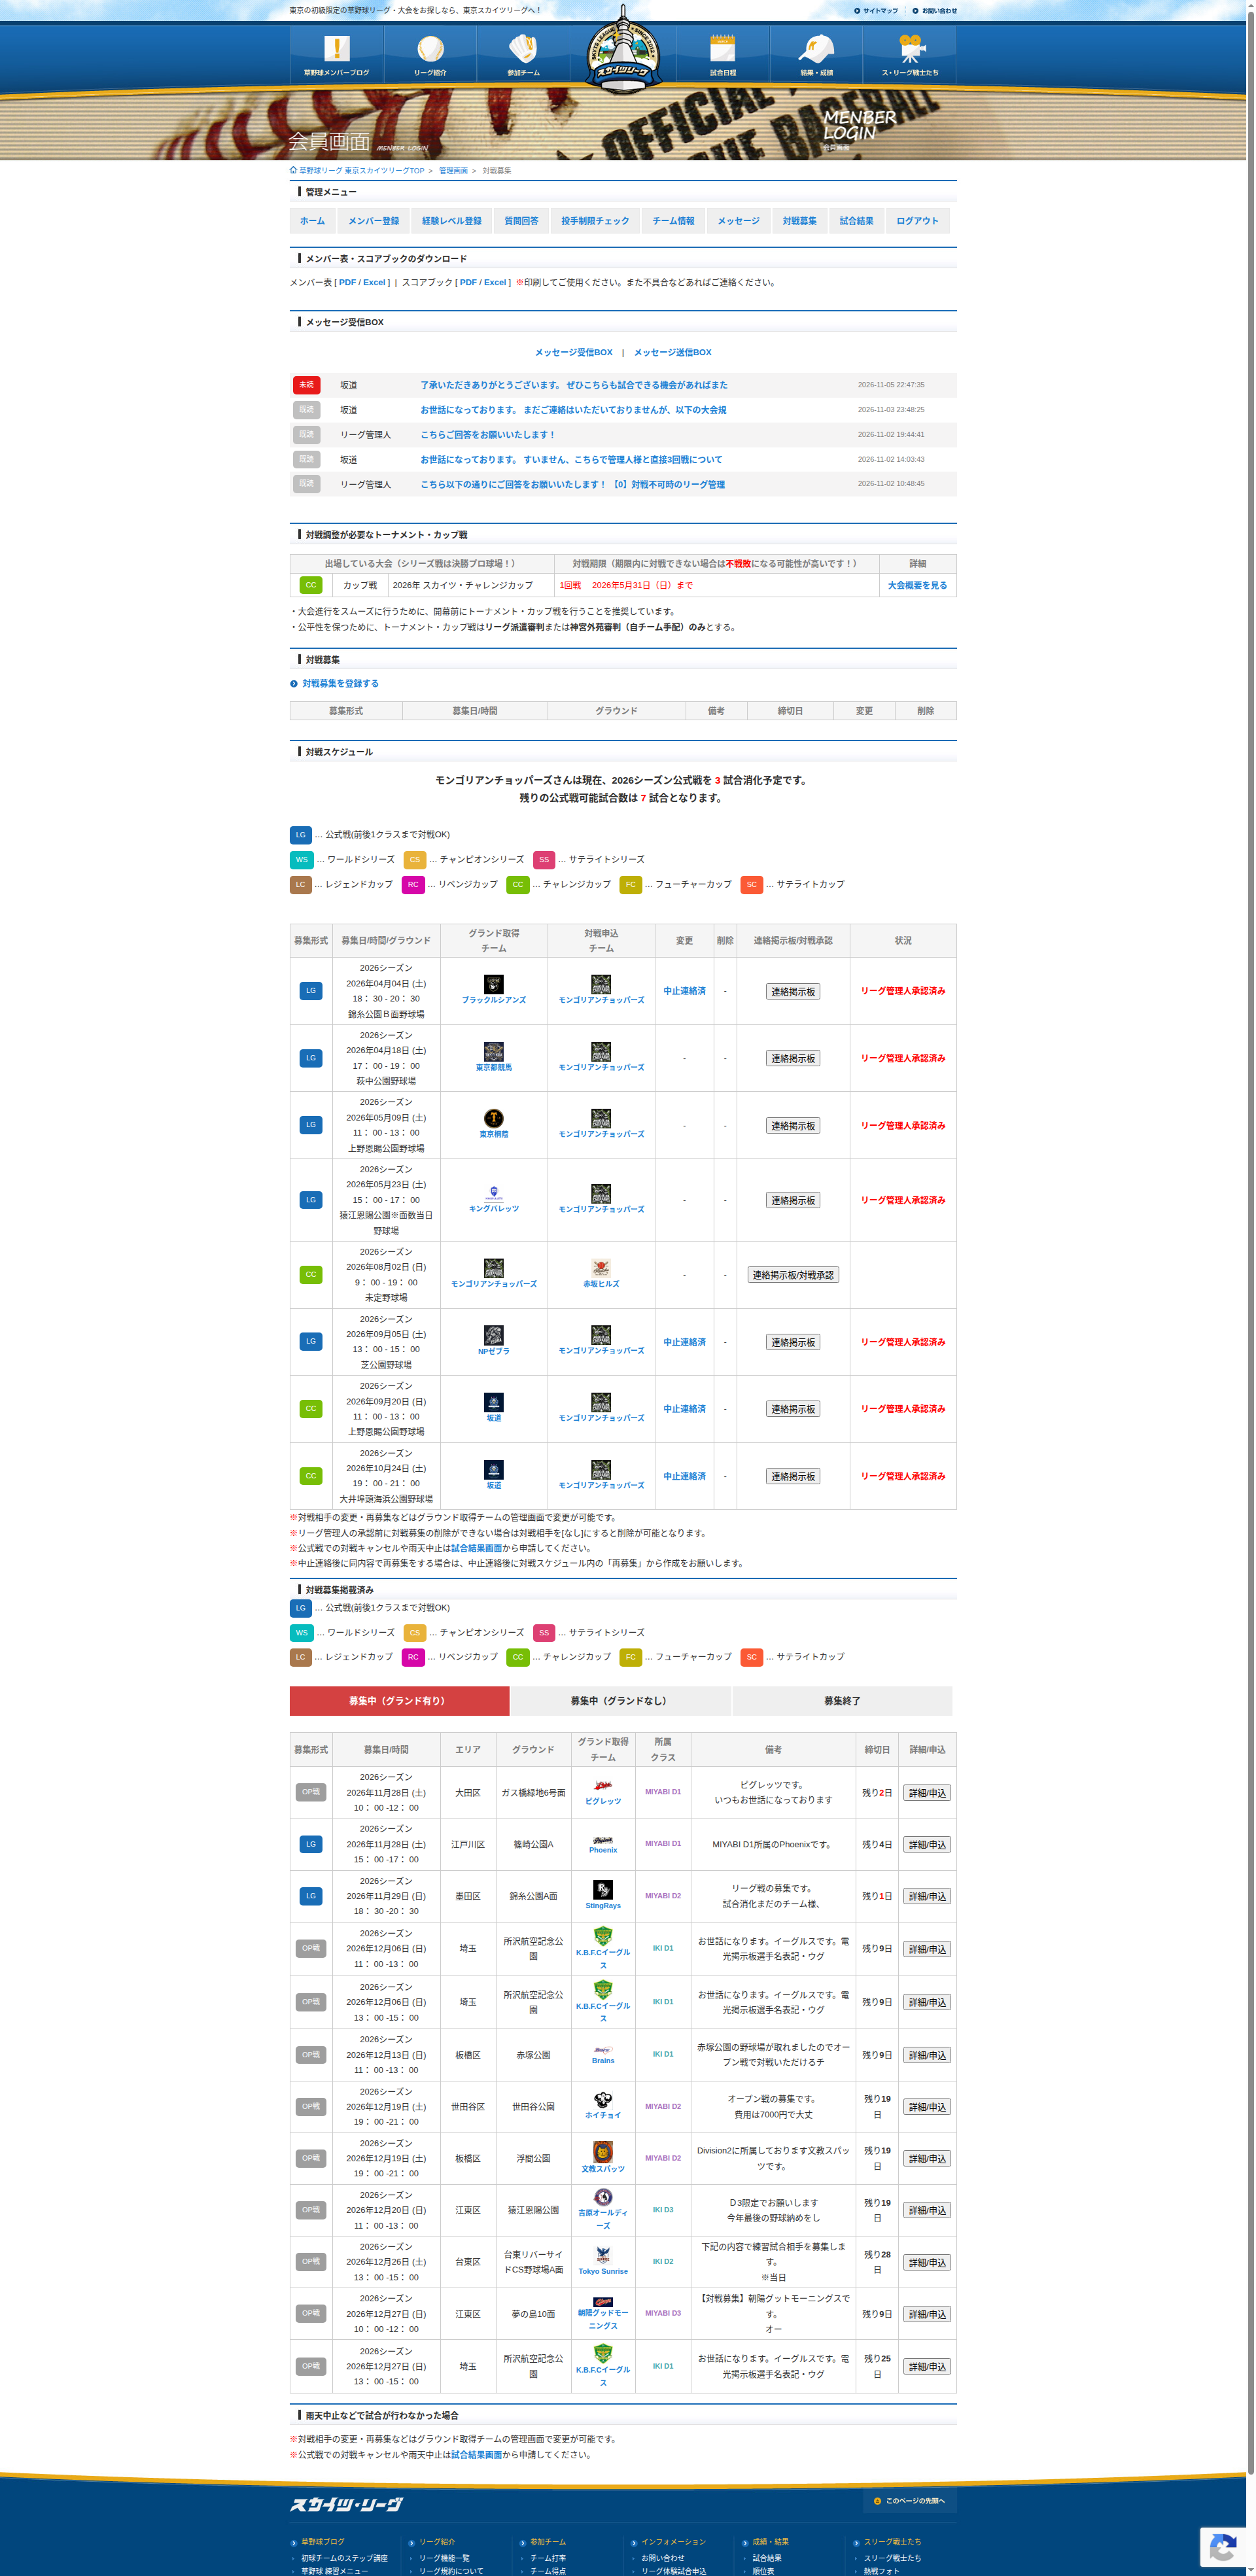 東京の初級限定の草野球リーグ・大会をお探しなら、東京スカイツリーグへ！
サイトマップ
お問い合わせ
草野球メンバーブログ
リーグ紹介
参加チーム
スカイツリーグ
試合日程
結果・成績
ス・リーグ戦士たち
会員画面 MENBER LOGIN
MENBER LOGIN
会員画面
草野球リーグ 東京スカイツリーグTOP > 管理画面 > 対戦募集
管理メニュー
ホーム メンバー登録 経験レベル登録 質問回答 投手制限チェック チーム情報 メッセージ 対戦募集 試合結果 ログアウト
メンバー表・スコアブックのダウンロード
メンバー表 [ PDF / Excel ] | スコアブック [ PDF / Excel ] ※印刷してご使用ください。また不具合などあればご連絡ください。
メッセージ受信BOX
メッセージ受信BOX | メッセージ送信BOX
未読 坂道 了承いただきありがとうございます。 ぜひこちらも試合できる機会があればまた 2026-11-05 22:47:35
既読 坂道 お世話になっております。 まだご連絡はいただいておりませんが、以下の大会規 2026-11-03 23:48:25
既読 リーグ管理人 こちらご回答をお願いいたします！ 2026-11-02 19:44:41
既読 坂道 お世話になっております。 すいません、こちらで管理人様と直接3回戦について 2026-11-02 14:03:43
既読 リーグ管理人 こちら以下の通りにご回答をお願いいたします！ 【0】対戦不可時のリーグ管理 2026-11-02 10:48:45
対戦調整が必要なトーナメント・カップ戦
出場している大会（シリーズ戦は決勝プロ球場！） 対戦期限（期限内に対戦できない場合は不戦敗になる可能性が高いです！） 詳細
CC カップ戦 2026年 スカイツ・チャレンジカップ 1回戦 2026年5月31日（日）まで 大会概要を見る
・大会進行をスムーズに行うために、開幕前にトーナメント・カップ戦を行うことを推奨しています。
・公平性を保つために、トーナメント・カップ戦はリーグ派遣審判または神宮外苑審判（自チーム手配）のみとする。
対戦募集
対戦募集を登録する
募集形式 募集日/時間 グラウンド 備考 締切日 変更 削除
対戦スケジュール
モンゴリアンチョッパーズさんは現在、2026シーズン公式戦を 3 試合消化予定です。
残りの公式戦可能試合数は 7 試合となります。
LG … 公式戦(前後1クラスまで対戦OK)
WS … ワールドシリーズ CS … チャンピオンシリーズ SS … サテライトシリーズ
LC … レジェンドカップ RC … リベンジカップ CC … チャレンジカップ FC … フューチャーカップ SC … サテライトカップ
募集形式 募集日/時間/グラウンド グランド取得チーム 対戦申込チーム 変更 削除 連絡掲示板/対戦承認 状況
LG 2026シーズン 2026年04月04日 (土) 18： 30 - 20： 30 錦糸公園Ｂ面野球場 ブラックルシアンズ モンゴリアンチョッパーズ 中止連絡済 - 連絡掲示板 リーグ管理人承認済み
LG 2026シーズン 2026年04月18日 (土) 17： 00 - 19： 00 萩中公園野球場 東京都競馬 モンゴリアンチョッパーズ - - 連絡掲示板 リーグ管理人承認済み
LG 2026シーズン 2026年05月09日 (土) 11： 00 - 13： 00 上野恩賜公園野球場 東京桐蔭 モンゴリアンチョッパーズ - - 連絡掲示板 リーグ管理人承認済み
LG 2026シーズン 2026年05月23日 (土) 15： 00 - 17： 00 猿江恩賜公園※面数当日野球場 キングバレッツ モンゴリアンチョッパーズ - - 連絡掲示板 リーグ管理人承認済み
CC 2026シーズン 2026年08月02日 (日) 9： 00 - 19： 00 未定野球場 モンゴリアンチョッパーズ 赤坂ヒルズ - - 連絡掲示板/対戦承認
LG 2026シーズン 2026年09月05日 (土) 13： 00 - 15： 00 芝公園野球場 NPゼブラ モンゴリアンチョッパーズ 中止連絡済 - 連絡掲示板 リーグ管理人承認済み
CC 2026シーズン 2026年09月20日 (日) 11： 00 - 13： 00 上野恩賜公園野球場 坂道 モンゴリアンチョッパーズ 中止連絡済 - 連絡掲示板 リーグ管理人承認済み
CC 2026シーズン 2026年10月24日 (土) 19： 00 - 21： 00 大井埠頭海浜公園野球場 坂道 モンゴリアンチョッパーズ 中止連絡済 - 連絡掲示板 リーグ管理人承認済み
※対戦相手の変更・再募集などはグラウンド取得チームの管理画面で変更が可能です。
※リーグ管理人の承認前に対戦募集の削除ができない場合は対戦相手を[なし]にすると削除が可能となります。
※公式戦での対戦キャンセルや雨天中止は試合結果画面から申請してください。
※中止連絡後に同内容で再募集をする場合は、中止連絡後に対戦スケジュール内の「再募集」から作成をお願いします。
対戦募集掲載済み
LG … 公式戦(前後1クラスまで対戦OK)
WS … ワールドシリーズ CS … チャンピオンシリーズ SS … サテライトシリーズ
LC … レジェンドカップ RC … リベンジカップ CC … チャレンジカップ FC … フューチャーカップ SC … サテライトカップ
募集中（グランド有り） 募集中（グランドなし） 募集終了
募集形式 募集日/時間 エリア グラウンド グランド取得チーム 所属クラス 備考 締切日 詳細/申込
OP戦 2026シーズン 2026年11月28日 (土) 10： 00 -12： 00 大田区 ガス橋緑地6号面 ピグレッツ MIYABI D1 ピグレッツです。 いつもお世話になっております 残り2日 詳細/申込
LG 2026シーズン 2026年11月28日 (土) 15： 00 -17： 00 江戸川区 篠崎公園A Phoenix MIYABI D1 MIYABI D1所属のPhoenixです。 残り4日 詳細/申込
LG 2026シーズン 2026年11月29日 (日) 18： 30 -20： 30 墨田区 錦糸公園A面 StingRays MIYABI D2 リーグ戦の募集です。 試合消化まだのチーム様、 残り1日 詳細/申込
OP戦 2026シーズン 2026年12月06日 (日) 11： 00 -13： 00 埼玉 所沢航空記念公園 K.B.F.Cイーグルス IKI D1 お世話になります。イーグルスです。電光掲示板選手名表記・ウグ 残り9日 詳細/申込
OP戦 2026シーズン 2026年12月06日 (日) 13： 00 -15： 00 埼玉 所沢航空記念公園 K.B.F.Cイーグルス IKI D1 お世話になります。イーグルスです。電光掲示板選手名表記・ウグ 残り9日 詳細/申込
OP戦 2026シーズン 2026年12月13日 (日) 11： 00 -13： 00 板橋区 赤塚公園 Brains IKI D1 赤塚公園の野球場が取れましたのでオープン戦で対戦いただけるチ 残り9日 詳細/申込
OP戦 2026シーズン 2026年12月19日 (土) 19： 00 -21： 00 世田谷区 世田谷公園 ホイチョイ MIYABI D2 オープン戦の募集です。 費用は7000円で大丈 残り19日 詳細/申込
OP戦 2026シーズン 2026年12月19日 (土) 19： 00 -21： 00 板橋区 浮間公園 文教スパッツ MIYABI D2 Division2に所属しております文教スパッツです。 残り19日 詳細/申込
OP戦 2026シーズン 2026年12月20日 (日) 11： 00 -13： 00 江東区 猿江恩賜公園 吉原オールディーズ IKI D3 Ｄ3限定でお願いします 今年最後の野球納めをし 残り19日 詳細/申込
OP戦 2026シーズン 2026年12月26日 (土) 13： 00 -15： 00 台東区 台東リバーサイドCS野球場A面 Tokyo Sunrise IKI D2 下記の内容で練習試合相手を募集します。 ※当日 残り28日 詳細/申込
OP戦 2026シーズン 2026年12月27日 (日) 10： 00 -12： 00 江東区 夢の島10面 朝陽グッドモーニングス MIYABI D3 【対戦募集】朝陽グットモーニングスです。 オー 残り9日 詳細/申込
OP戦 2026シーズン 2026年12月27日 (日) 13： 00 -15： 00 埼玉 所沢航空記念公園 K.B.F.Cイーグルス IKI D1 お世話になります。イーグルスです。電光掲示板選手名表記・ウグ 残り25日 詳細/申込
雨天中止などで試合が行わなかった場合
※対戦相手の変更・再募集などはグラウンド取得チームの管理画面で変更が可能です。
※公式戦での対戦キャンセルや雨天中止は試合結果画面から申請してください。
スカイツ・リーグ
このページの先頭へ
草野球ブログ リーグ紹介 参加チーム インフォメーション 成績・結果 スリーグ戦士たち
初球チームのステップ講座 リーグ機能一覧 チーム打率 お問い合わせ 試合結果 スリーグ戦士たち
草野球 練習メニュー リーグ規約について チーム得点 リーグ体験試合申込 順位表 熱戦フォト